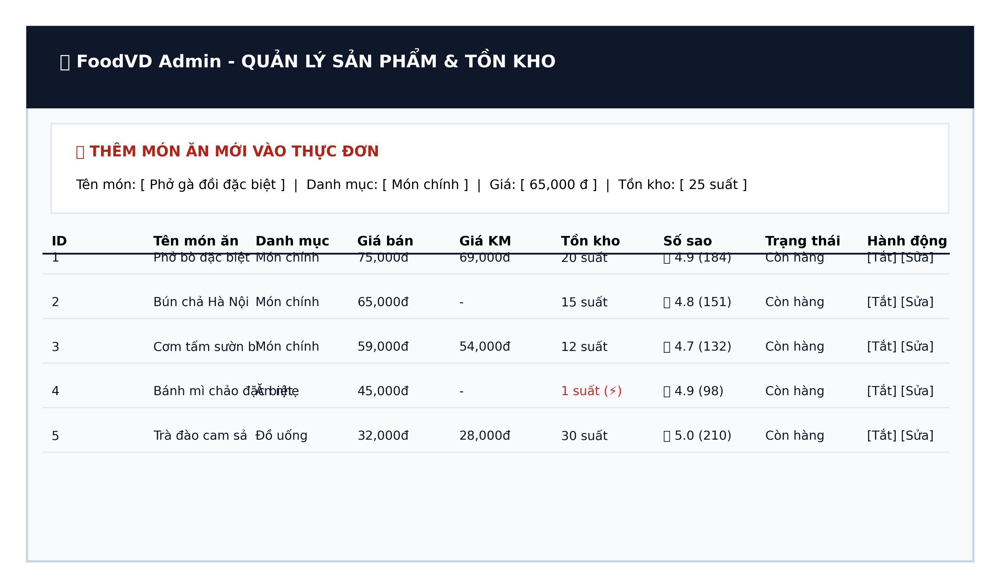 FoodVD Admin - QUẢN LÝ SẢN PHẨM & TỒN KHO
THÊM MÓN ĂN MỚI VÀO THỰC ĐƠN
Tên món: [ Phở gà đồi đặc biệt ] | Danh mục: [ Món chính ] | Giá: [ 65,000 đ ] | Tồn kho: [ 25 suất ]
ID Tên món ăn Danh mục Giá bán Giá KM Tồn kho Số sao Trạng thái Hành động
1 Phở bò đặc biệt Món chính 75,000đ 69,000đ 20 suất 4.9 (184) Còn hàng [Tắt] [Sửa]
2 Bún chả Hà Nội Món chính 65,000đ - 15 suất 4.8 (151) Còn hàng [Tắt] [Sửa]
3 Cơm tấm sườn bì Món chính 59,000đ 54,000đ 12 suất 4.7 (132) Còn hàng [Tắt] [Sửa]
4 Bánh mì chảo đặc biệt Ăn nhẹ 45,000đ - 1 suất (⚡) 4.9 (98) Còn hàng [Tắt] [Sửa]
5 Trà đào cam sả Đồ uống 32,000đ 28,000đ 30 suất 5.0 (210) Còn hàng [Tắt] [Sửa]